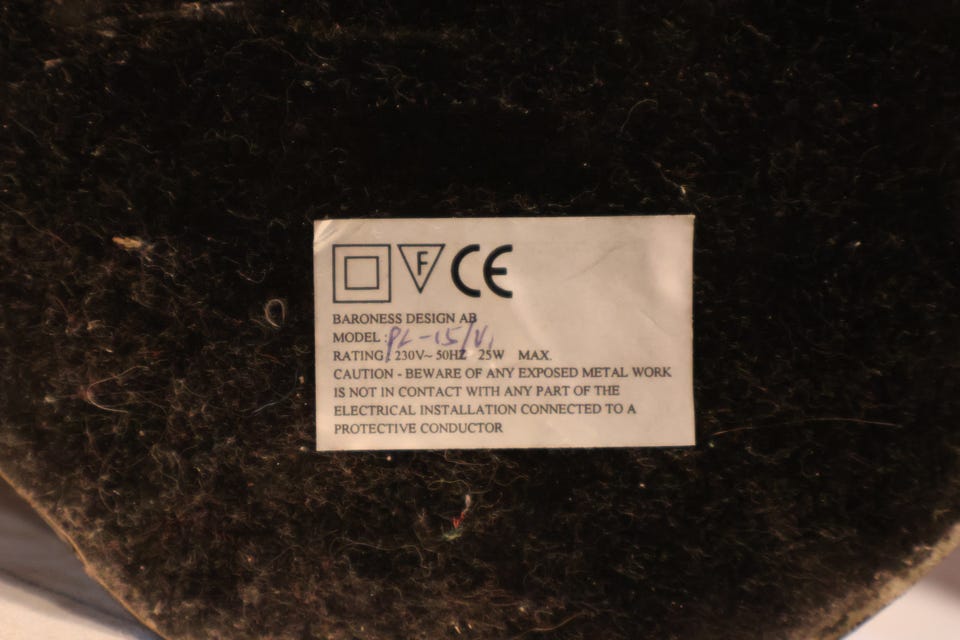 F CE
BARONESS DESIGN AB
MODEL : PL-15/V1
RATING 230V~ 50HZ 25W MAX.
CAUTION - BEWARE OF ANY EXPOSED METAL WORK
IS NOT IN CONTACT WITH ANY PART OF THE
ELECTRICAL INSTALLATION CONNECTED TO A
PROTECTIVE CONDUCTOR